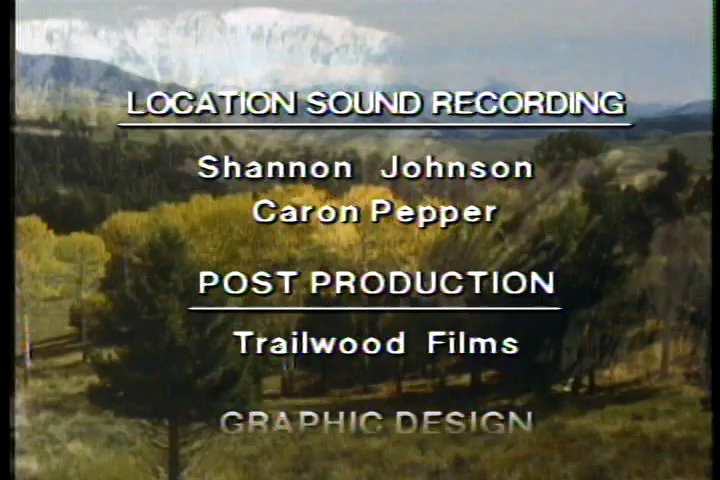 LOCATION SOUND RECORDING
Shannon Johnson
Caron Pepper
POST PRODUCTION
Trailwood Films
GRAPHIC DESIGN